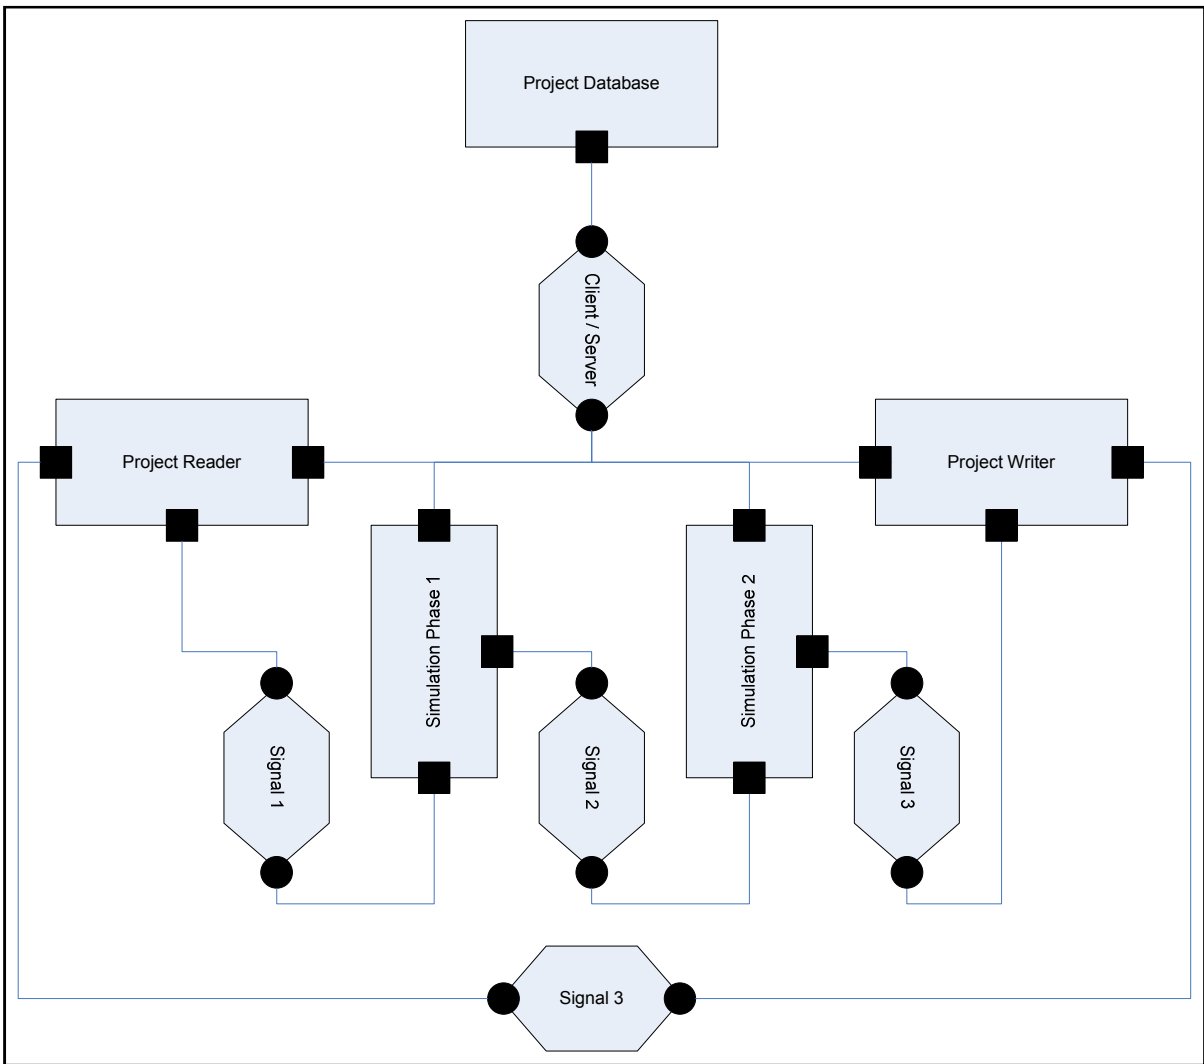 Project Database
Client / Server
Project Reader
Project Writer
Simulation Phase 1
Simulation Phase 2
Signal 1
Signal 2
Signal 3
Signal 3